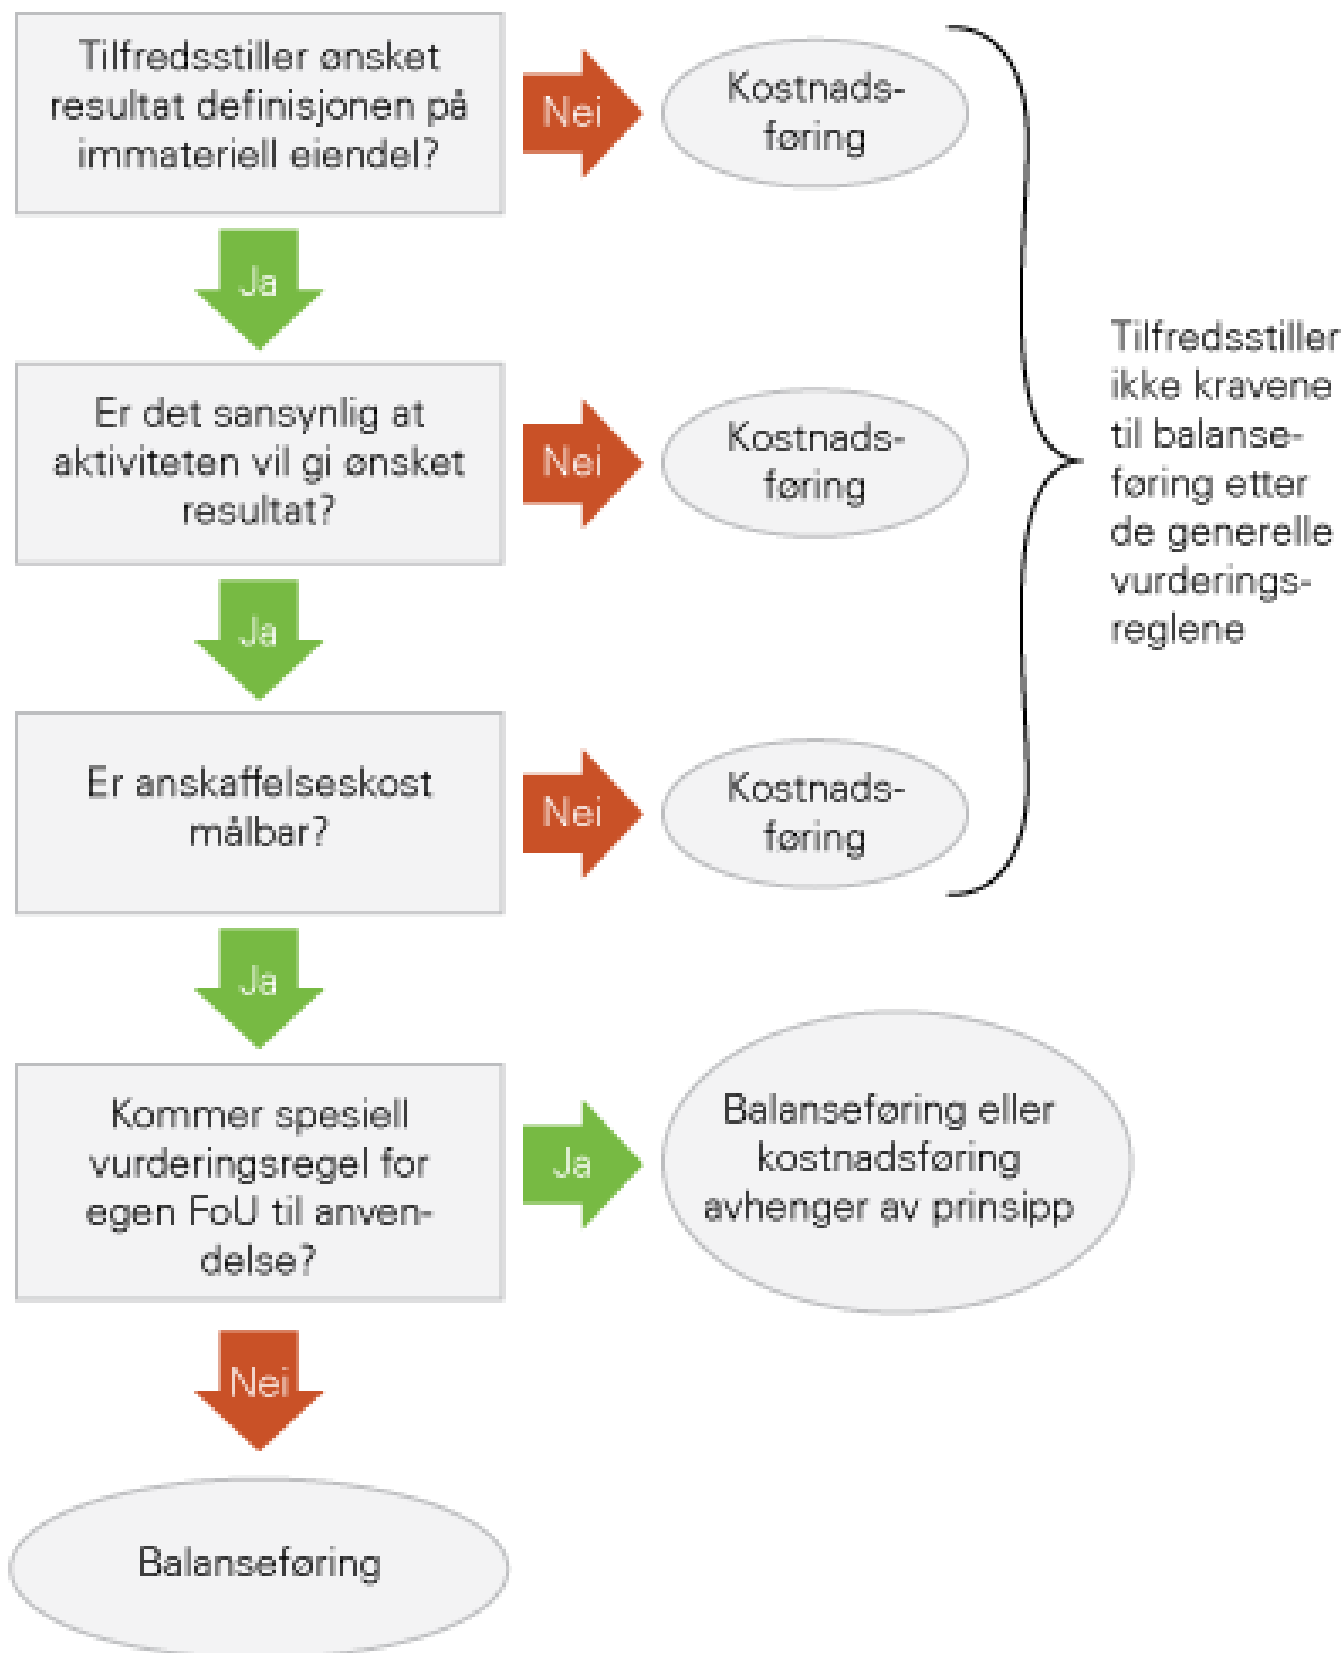 Tilfredsstiller ønsket
resultat definisjonen på
immateriell eiendel?
Nei
Kostnads-
føring
Ja
Er det sansynlig at
aktiviteten vil gi ønsket
resultat?
Nei
Kostnads-
føring
Tilfredsstiller
ikke kravene
til balanse-
føring etter
de generelle
vurderings-
reglene
Ja
Er anskaffelseskost
målbar?
Nei
Kostnads-
føring
Ja
Kommer spesiell
vurderingsregel for
egen FoU til anven-
delse?
Ja
Balanseføring eller
kostnadsføring
avhenger av prinsipp
Nei
Balanseføring